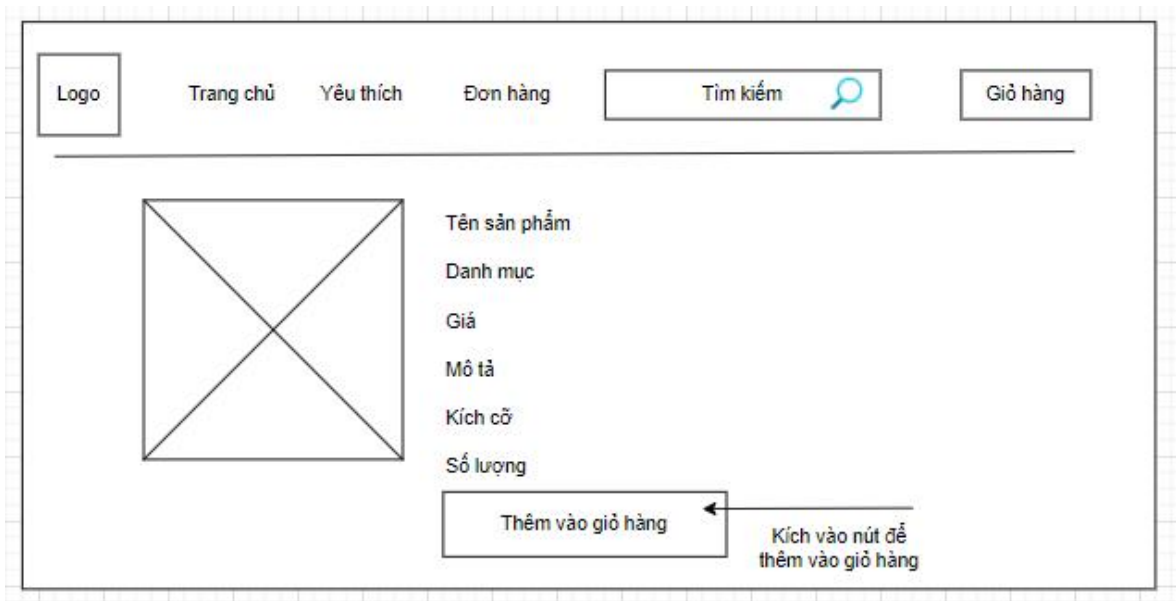 Logo
Trang chủ
Yêu thích
Đơn hàng
Tìm kiếm
Giỏ hàng
Tên sản phẩm
Danh mục
Giá
Mô tả
Kích cỡ
Số lượng
Thêm vào giỏ hàng
Kích vào nút để
thêm vào giỏ hàng